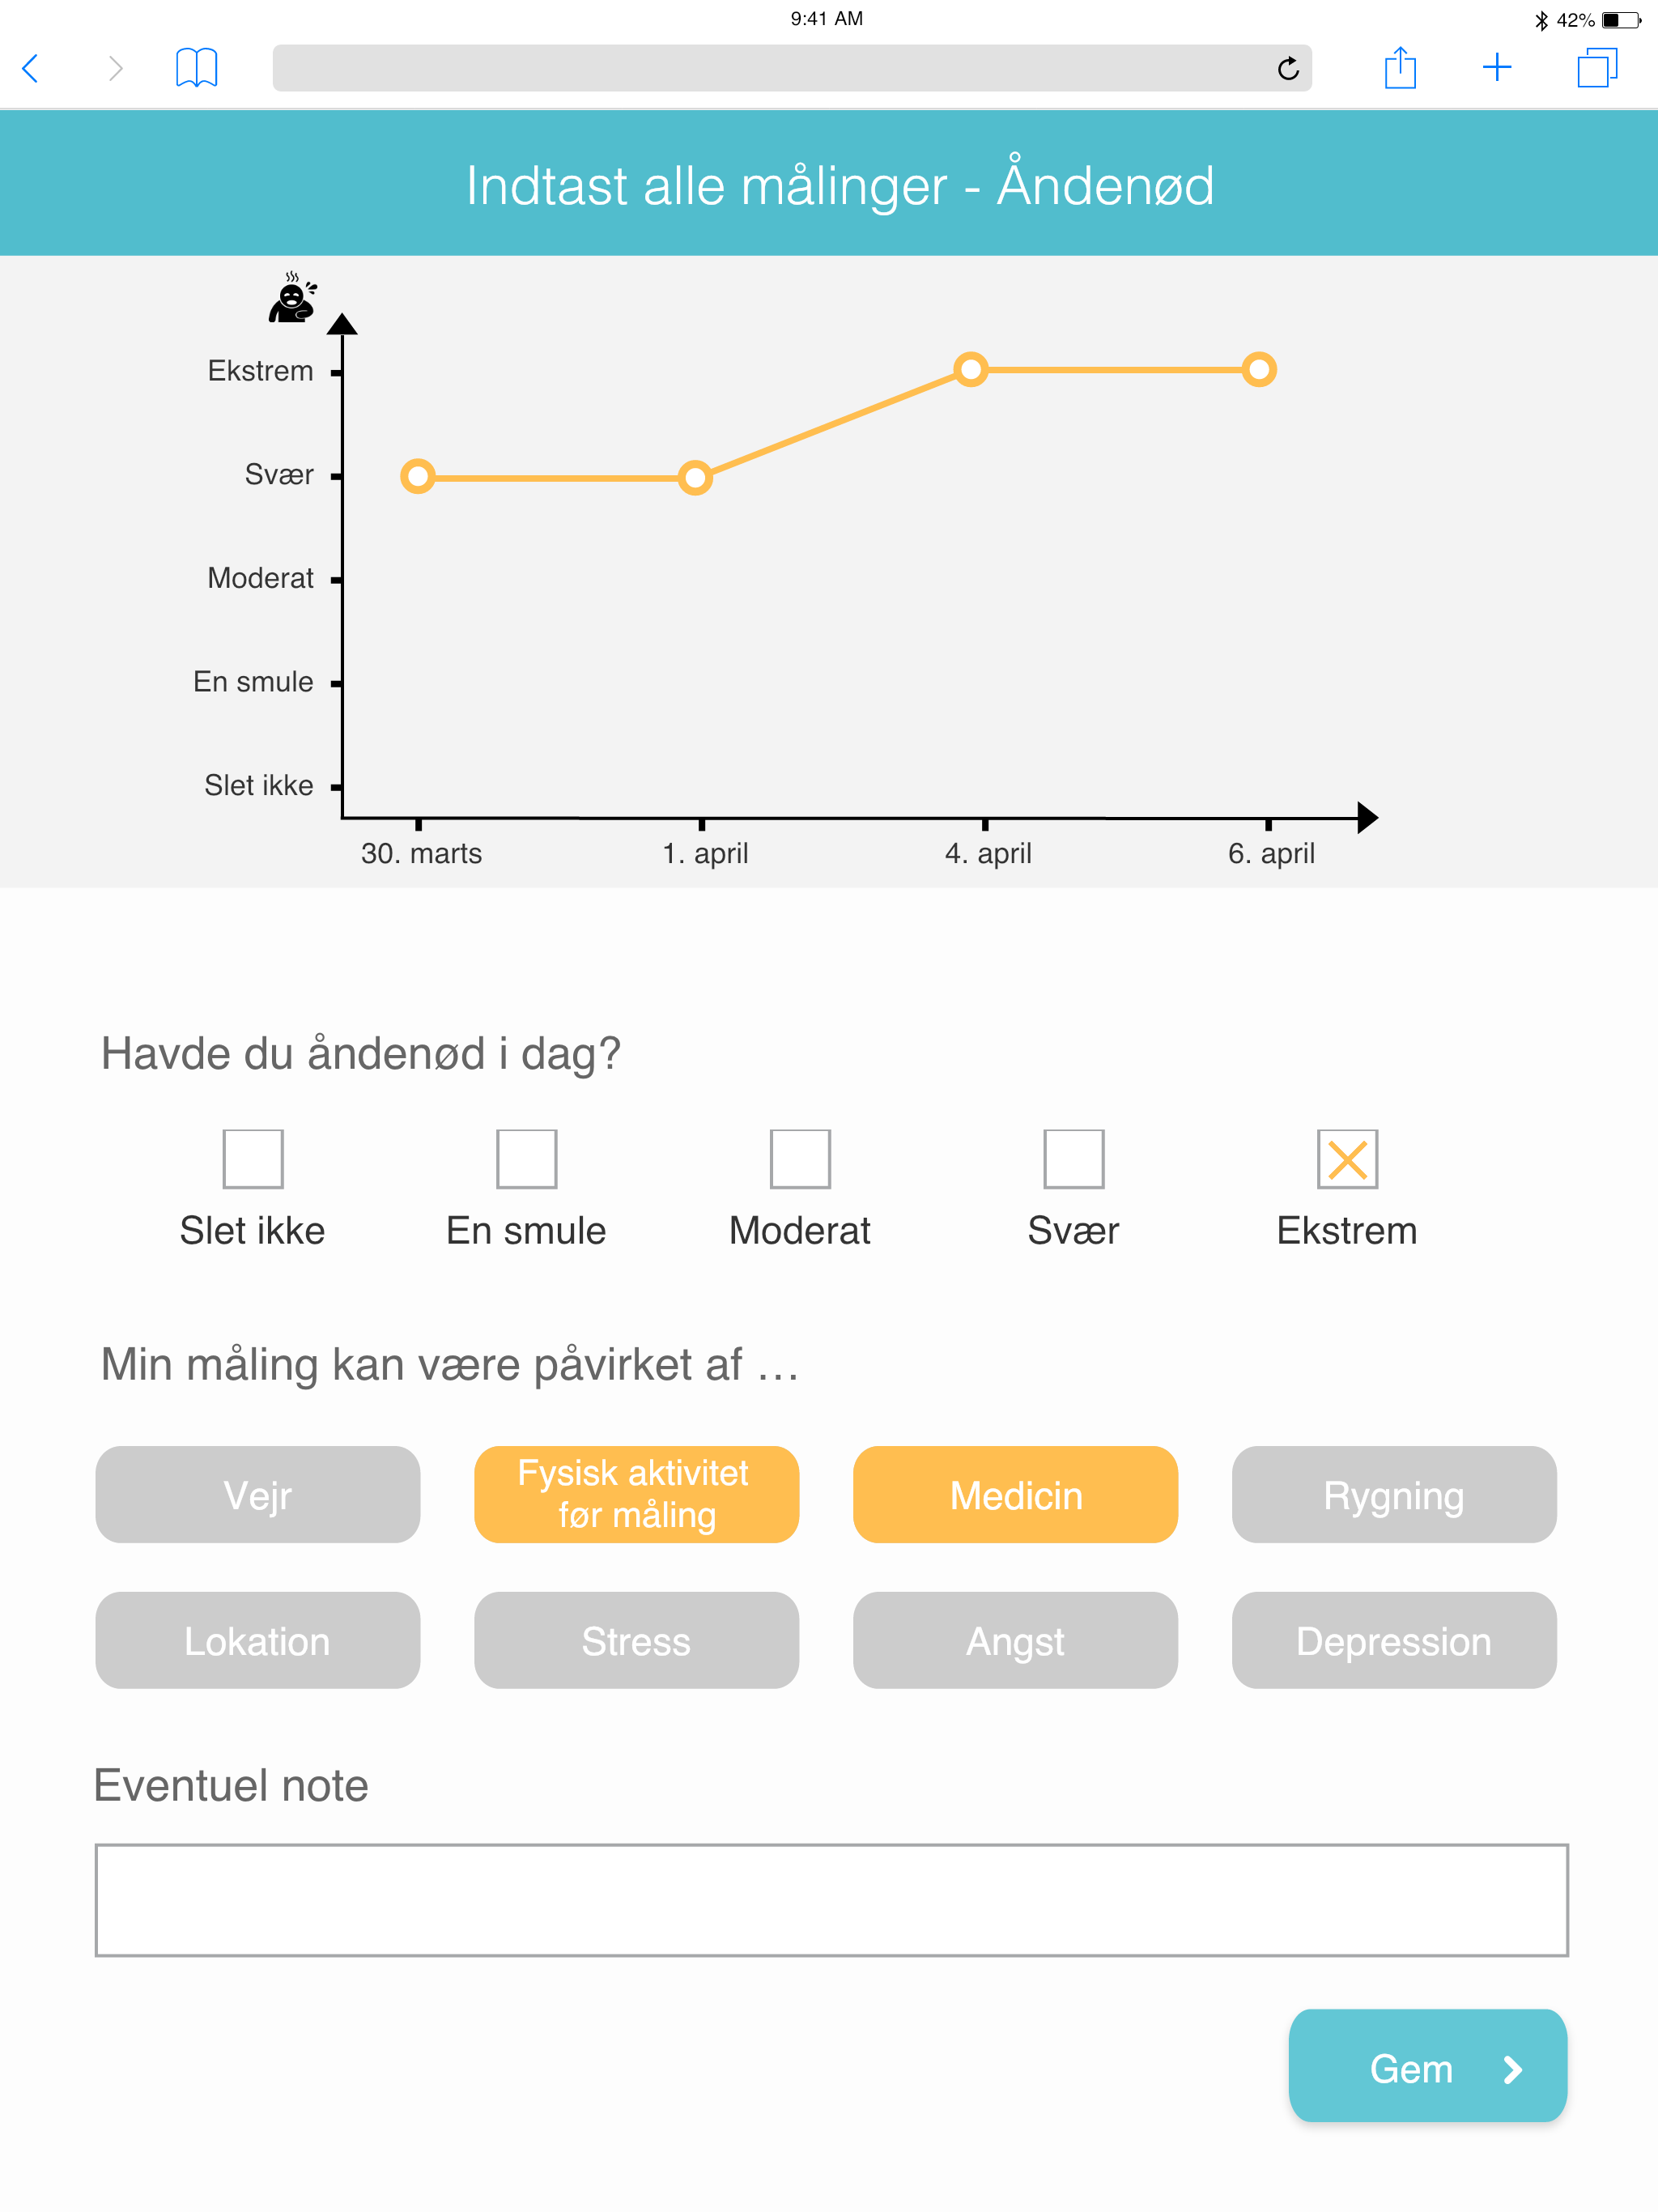 9:41 AM
42%
Indtast alle målinger - Åndenød
Ekstrem
Svær
Moderat
En smule
Slet ikke
30. marts 1. april 4. april 6. april
Havde du åndenød i dag?
Slet ikke En smule Moderat Svær Ekstrem
Min måling kan være påvirket af ...
Vejr
Fysisk aktivitet
før måling
Medicin
Rygning
Lokation
Stress
Angst
Depression
Eventuel note
Gem